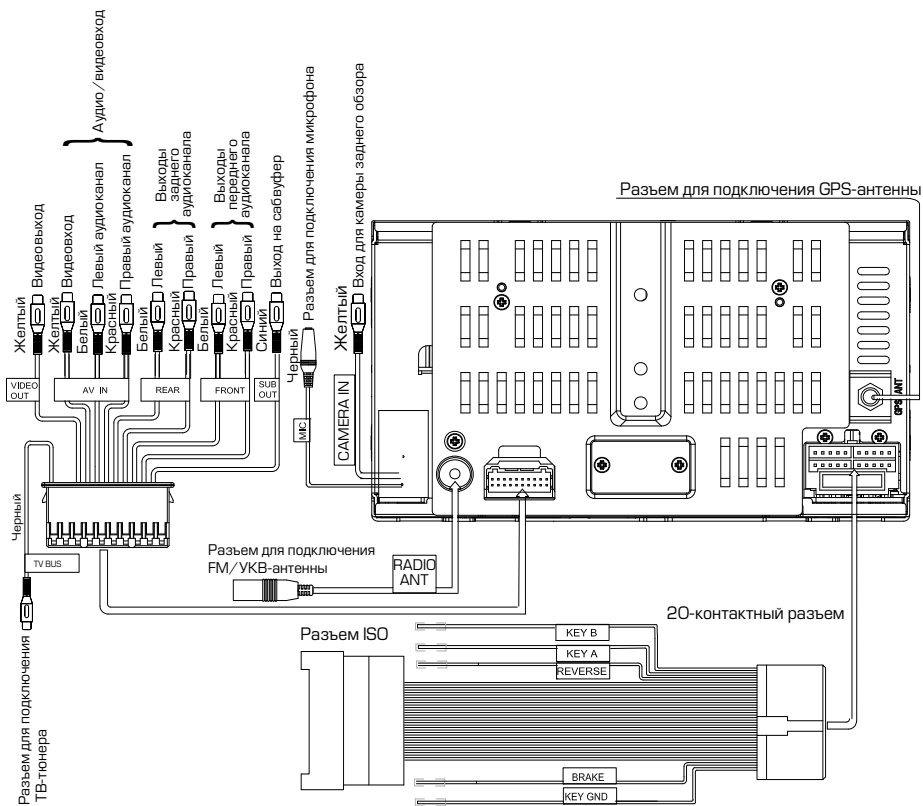 Аудио/видеовход
Выходы
заднего
аудиоканала
Выходы
переднего
аудиоканала
Желтый
Видеовыход
Желтый
Видеовход
Белый
Левый аудиоканал
Красный
Правый аудиоканал
Белый
Левый
Красный
Правый
Белый
Левый
Красный
Правый
Синий
Выход на сабвуфер
Черный
Разъем для подключения микрофона
Желтый
Вход для камеры заднего обзора
Разъем для подключения GPS-антенны
VIDEO
OUT
AV IN
REAR
FRONT
SUB
OUT
MIC
CAMERA IN
GPS ANT
Черный
TV BUS
Разъем для подключения
ТВ-тюнера
Разъем для подключения
FM/УКВ-антенны
RADIO
ANT
20-контактный разъем
Разъем ISO
KEY B
KEY A
REVERSE
BRAKE
KEY GND